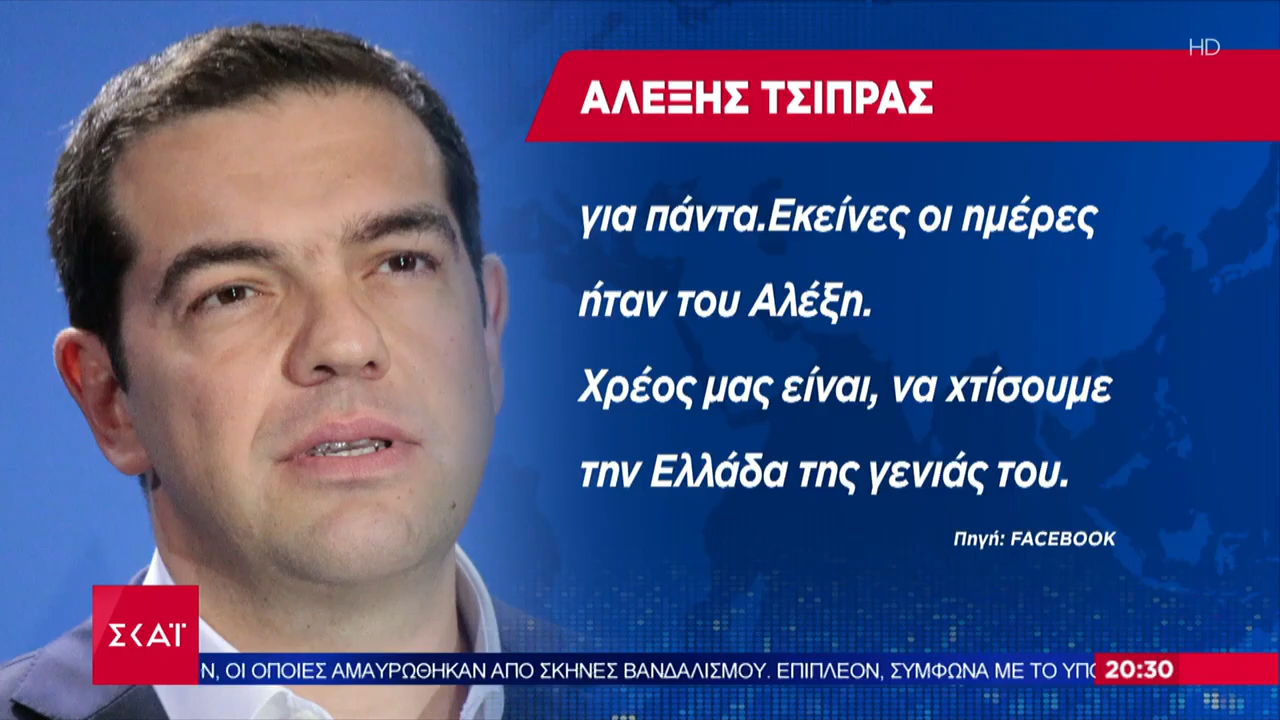 HD
ΑΛΕΞΗΣ ΤΣΙΠΡΑΣ
για πάντα.Εκείνες οι ημέρες
ήταν του Αλέξη.
Χρέος μας είναι, να χτίσουμε
την Ελλάδα της γενιάς του.
Πηγή: FACEBOOK
ΣΚΑΪ
Ν, ΟΙ ΟΠΟΙΕΣ ΑΜΑΥΡΩΘΗΚΑΝ ΑΠΟ ΣΚΗΝΕΣ ΒΑΝΔΑΛΙΣΜΟΥ. ΕΠΙΠΛΕΟΝ, ΣΥΜΦΩΝΑ ΜΕ ΤΟ ΥΠΟ
20:30